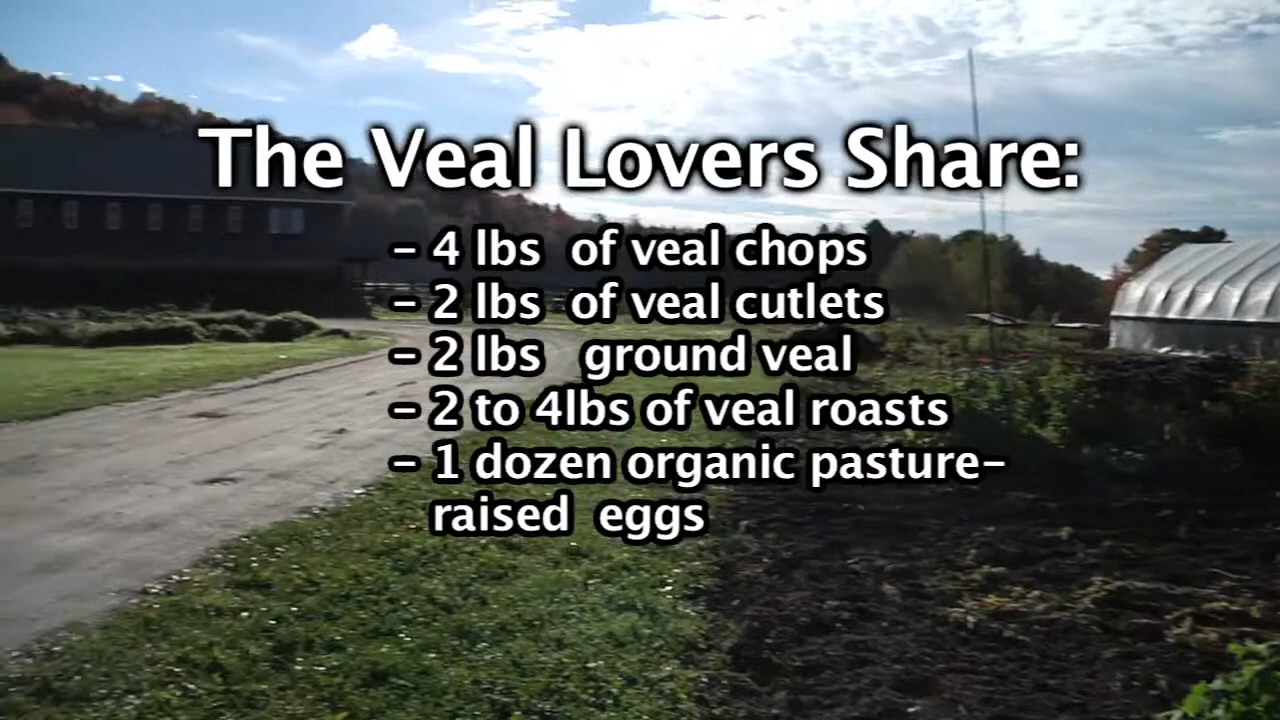 The Veal Lovers Share:
- 4 lbs of veal chops
- 2 lbs of veal cutlets
- 2 lbs ground veal
- 2 to 4lbs of veal roasts
- 1 dozen organic pasture-
raised eggs